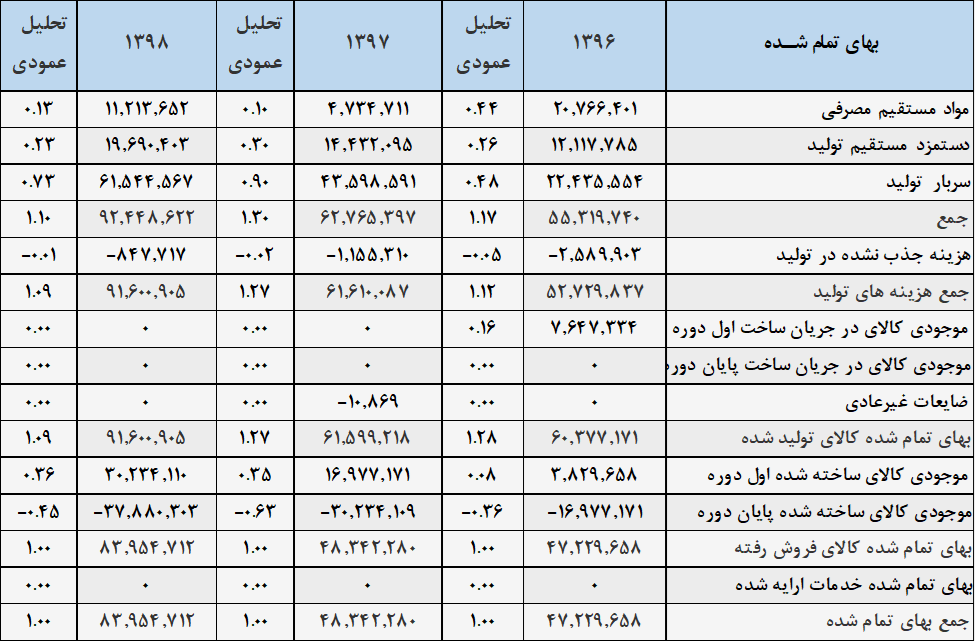 بهای تمام شــده ۱۳۹۶ تحلیل عمودی ۱۳۹۷ تحلیل عمودی ۱۳۹۸ تحلیل عمودی
مواد مستقیم مصرفی ۲۰,۷۶۶,۴۰۱ ۰.۴۴ ۴,۷۳۴,۷۱۱ ۰.۱۰ ۱۱,۲۱۳,۶۵۲ ۰.۱۳
دستمزد مستقیم تولید ۱۲,۱۱۷,۷۸۵ ۰.۲۶ ۱۴,۴۳۲,۰۹۵ ۰.۳۰ ۱۹,۶۹۰,۴۰۳ ۰.۲۳
سربار تولید ۲۲,۴۳۵,۵۵۴ ۰.۴۸ ۴۳,۵۹۸,۵۹۱ ۰.۹۰ ۶۱,۵۴۴,۵۶۷ ۰.۷۳
جمع ۵۵,۳۱۹,۷۴۰ ۱.۱۷ ۶۲,۷۶۵,۳۹۷ ۱.۳۰ ۹۲,۴۴۸,۶۲۲ ۱.۱۰
هزینه جذب نشده در تولید -۲,۵۸۹,۹۰۳ -۰.۰۵ -۱,۱۵۵,۳۱۰ -۰.۰۲ -۸۴۷,۷۱۷ -۰.۰۱
جمع هزینه های تولید ۵۲,۷۲۹,۸۳۷ ۱.۱۲ ۶۱,۶۱۰,۰۸۷ ۱.۲۷ ۹۱,۶۰۰,۹۰۵ ۱.۰۹
موجودی کالای در جریان ساخت اول دوره ۷,۶۴۷,۳۳۴ ۰.۱۶ ۰ ۰.۰۰ ۰ ۰.۰۰
موجودی کالای در جریان ساخت پایان دوره ۰ ۰.۰۰ ۰ ۰.۰۰ ۰ ۰.۰۰
ضایعات غیرعادی ۰ ۰.۰۰ -۱۰,۸۶۹ ۰.۰۰ ۰ ۰.۰۰
بهای تمام شده کالای تولید شده ۶۰,۳۷۷,۱۷۱ ۱.۲۸ ۶۱,۵۹۹,۲۱۸ ۱.۲۷ ۹۱,۶۰۰,۹۰۵ ۱.۰۹
موجودی کالای ساخته شده اول دوره ۳,۸۲۹,۶۵۸ ۰.۰۸ ۱۶,۹۷۷,۱۷۱ ۰.۳۵ ۳۰,۲۳۴,۱۱۰ ۰.۳۶
موجودی کالای ساخته شده پایان دوره -۱۶,۹۷۷,۱۷۱ -۰.۳۶ -۳۰,۲۳۴,۱۰۹ -۰.۶۳ -۳۷,۸۸۰,۳۰۳ -۰.۴۵
بهای تمام شده کالای فروش رفته ۴۷,۲۲۹,۶۵۸ ۱.۰۰ ۴۸,۳۴۲,۲۸۰ ۱.۰۰ ۸۳,۹۵۴,۷۱۲ ۱.۰۰
بهای تمام شده خدمات ارایه شده ۰ ۰.۰۰ ۰ ۰.۰۰ ۰ ۰.۰۰
جمع بهای تمام شده ۴۷,۲۲۹,۶۵۸ ۱.۰۰ ۴۸,۳۴۲,۲۸۰ ۱.۰۰ ۸۳,۹۵۴,۷۱۲ ۱.۰۰